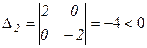 Δ₂ = |2 0; 0 −2| = −4 < 0